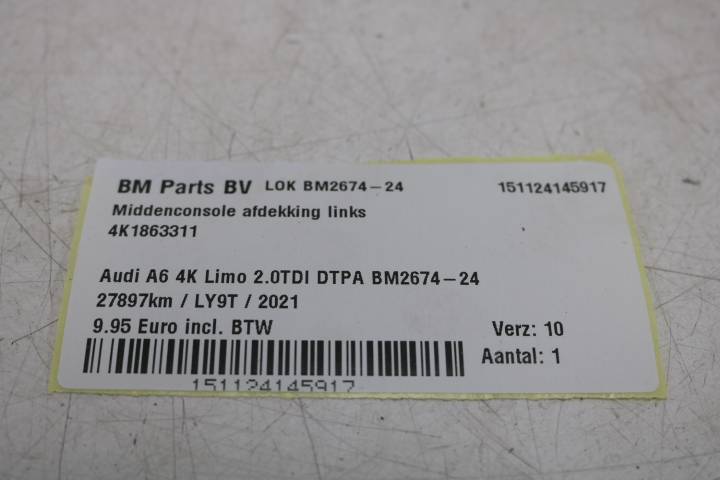 BM Parts BV LOK BM2674-24 151124145917
Middenconsole afdekking links
4K1863311
Audi A6 4K Limo 2.0TDI DTPA BM2674-24
27897km / LY9T / 2021
9.95 Euro incl. BTW Verz: 10
Aantal: 1
151124145917